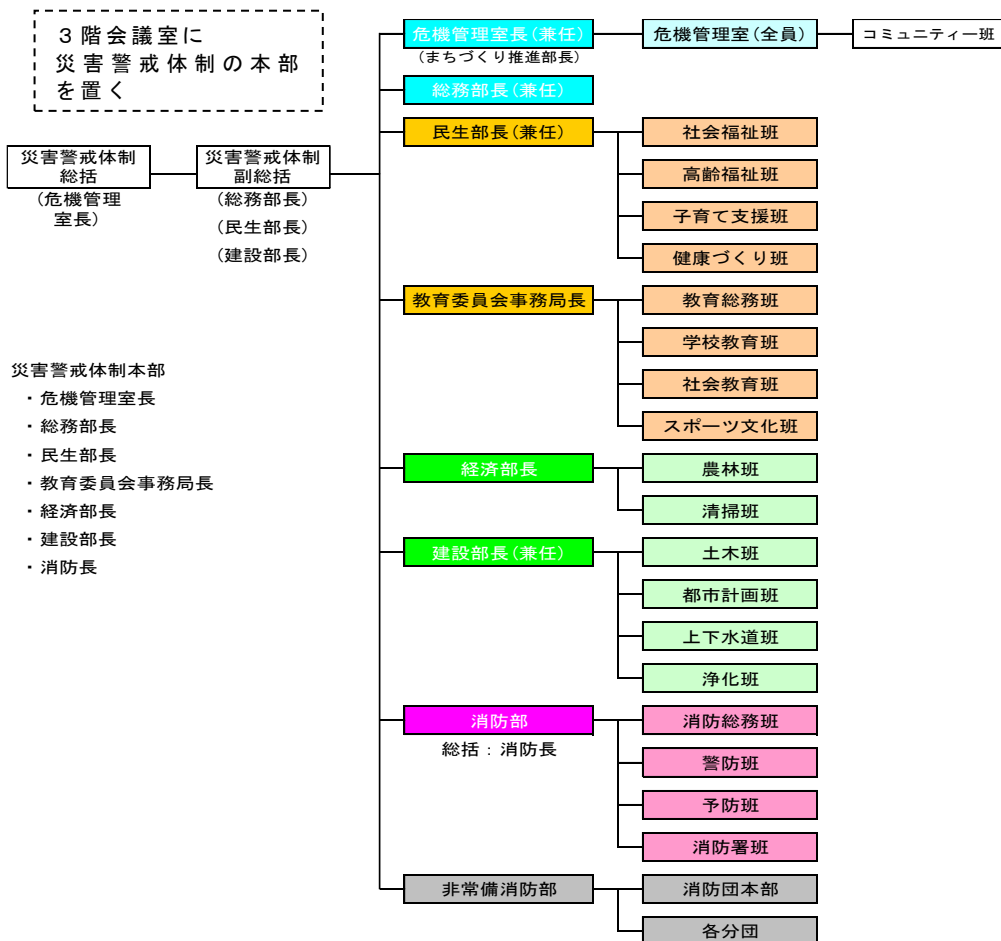 ３階会議室に
災害警戒体制の本部
を置く
災害警戒体制
総括
(危機管理
室長)
災害警戒体制
副総括
(総務部長)
(民生部長)
(建設部長)
災害警戒体制本部
・危機管理室長
・総務部長
・民生部長
・教育委員会事務局長
・経済部長
・建設部長
・消防長
危機管理室長(兼任)
(まちづくり推進部長)
危機管理室(全員)
コミュニティー班
総務部長(兼任)
民生部長(兼任)
社会福祉班
高齢福祉班
子育て支援班
健康づくり班
教育委員会事務局長
教育総務班
学校教育班
社会教育班
スポーツ文化班
経済部長
農林班
清掃班
建設部長(兼任)
土木班
都市計画班
上下水道班
浄化班
消防部
総括：消防長
消防総務班
警防班
予防班
消防署班
非常備消防部
消防団本部
各分団